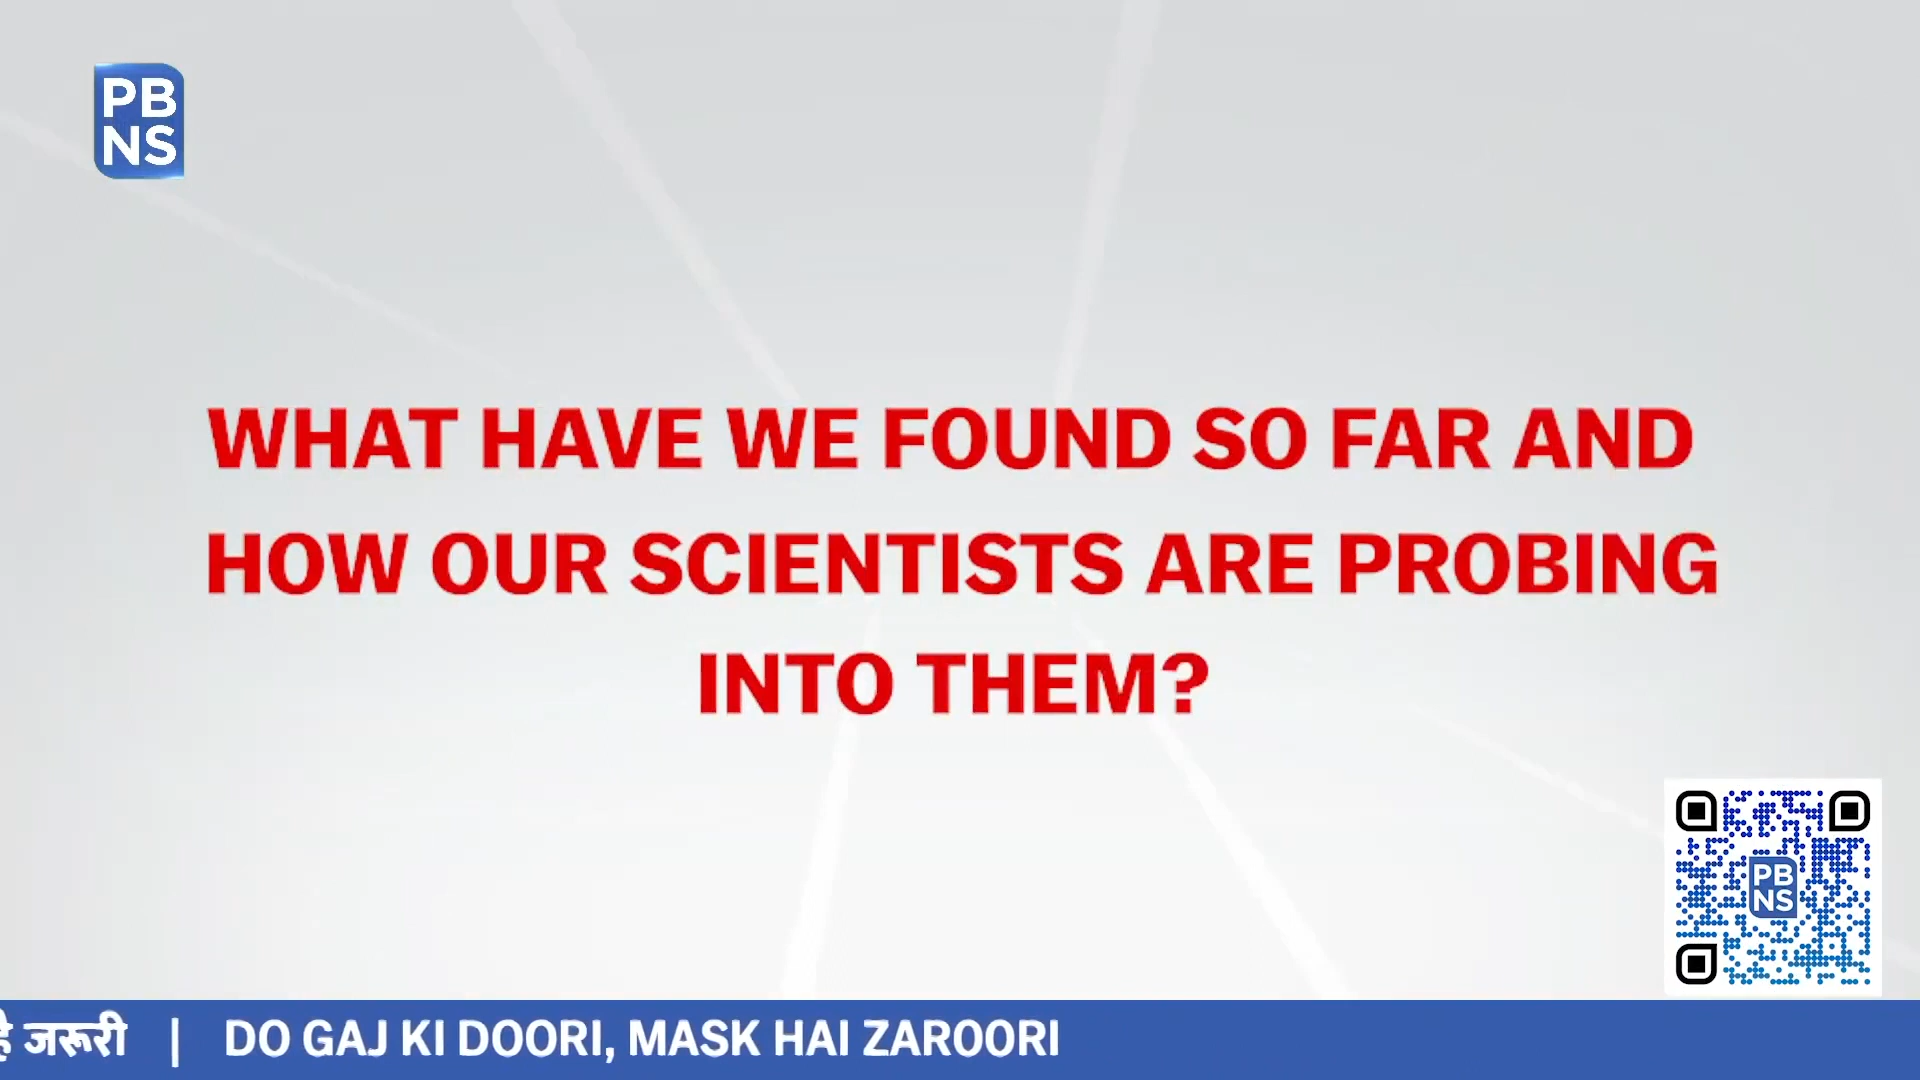 PB
NS
WHAT HAVE WE FOUND SO FAR AND
HOW OUR SCIENTISTS ARE PROBING
INTO THEM?
PB
NS
है जरूरी | DO GAJ KI DOORI, MASK HAI ZAROORI